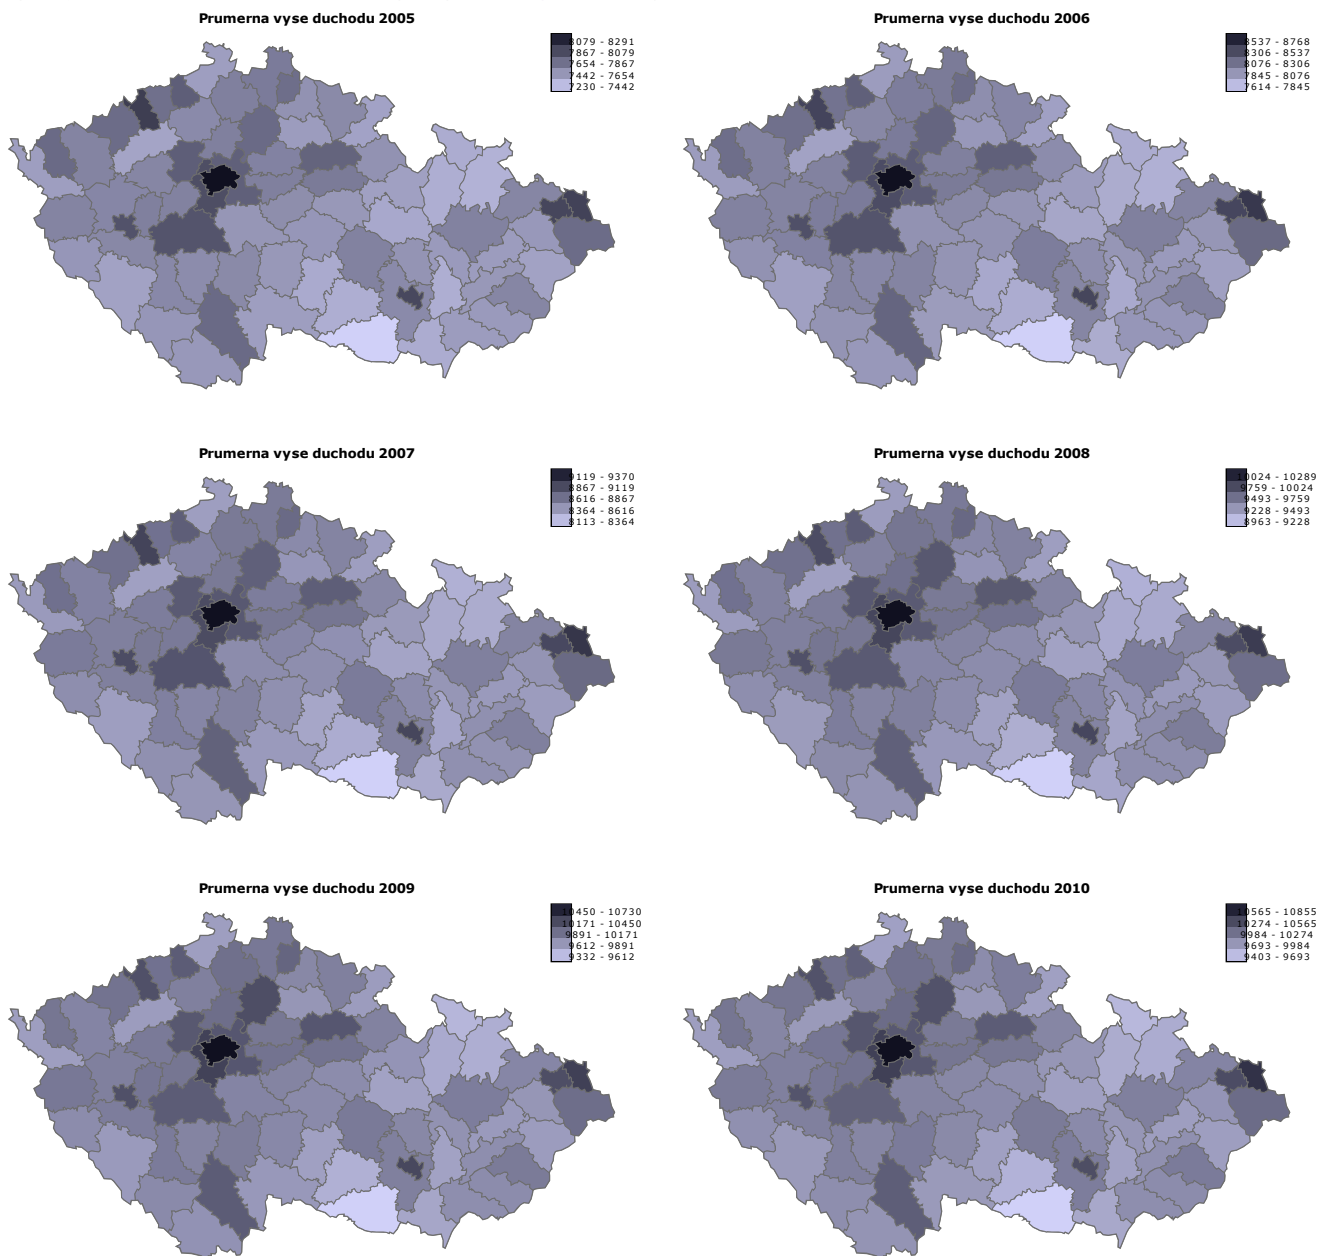 Prumerna vyse duchodu 2005
8079 - 8291
7867 - 8079
7654 - 7867
7442 - 7654
7230 - 7442
Prumerna vyse duchodu 2006
8537 - 8768
8306 - 8537
8076 - 8306
7845 - 8076
7614 - 7845
Prumerna vyse duchodu 2007
9119 - 9370
8867 - 9119
8616 - 8867
8364 - 8616
8113 - 8364
Prumerna vyse duchodu 2008
10024 - 10289
9759 - 10024
9493 - 9759
9228 - 9493
8963 - 9228
Prumerna vyse duchodu 2009
10450 - 10730
10171 - 10450
9891 - 10171
9612 - 9891
9332 - 9612
Prumerna vyse duchodu 2010
10565 - 10855
10274 - 10565
9984 - 10274
9693 - 9984
9403 - 9693